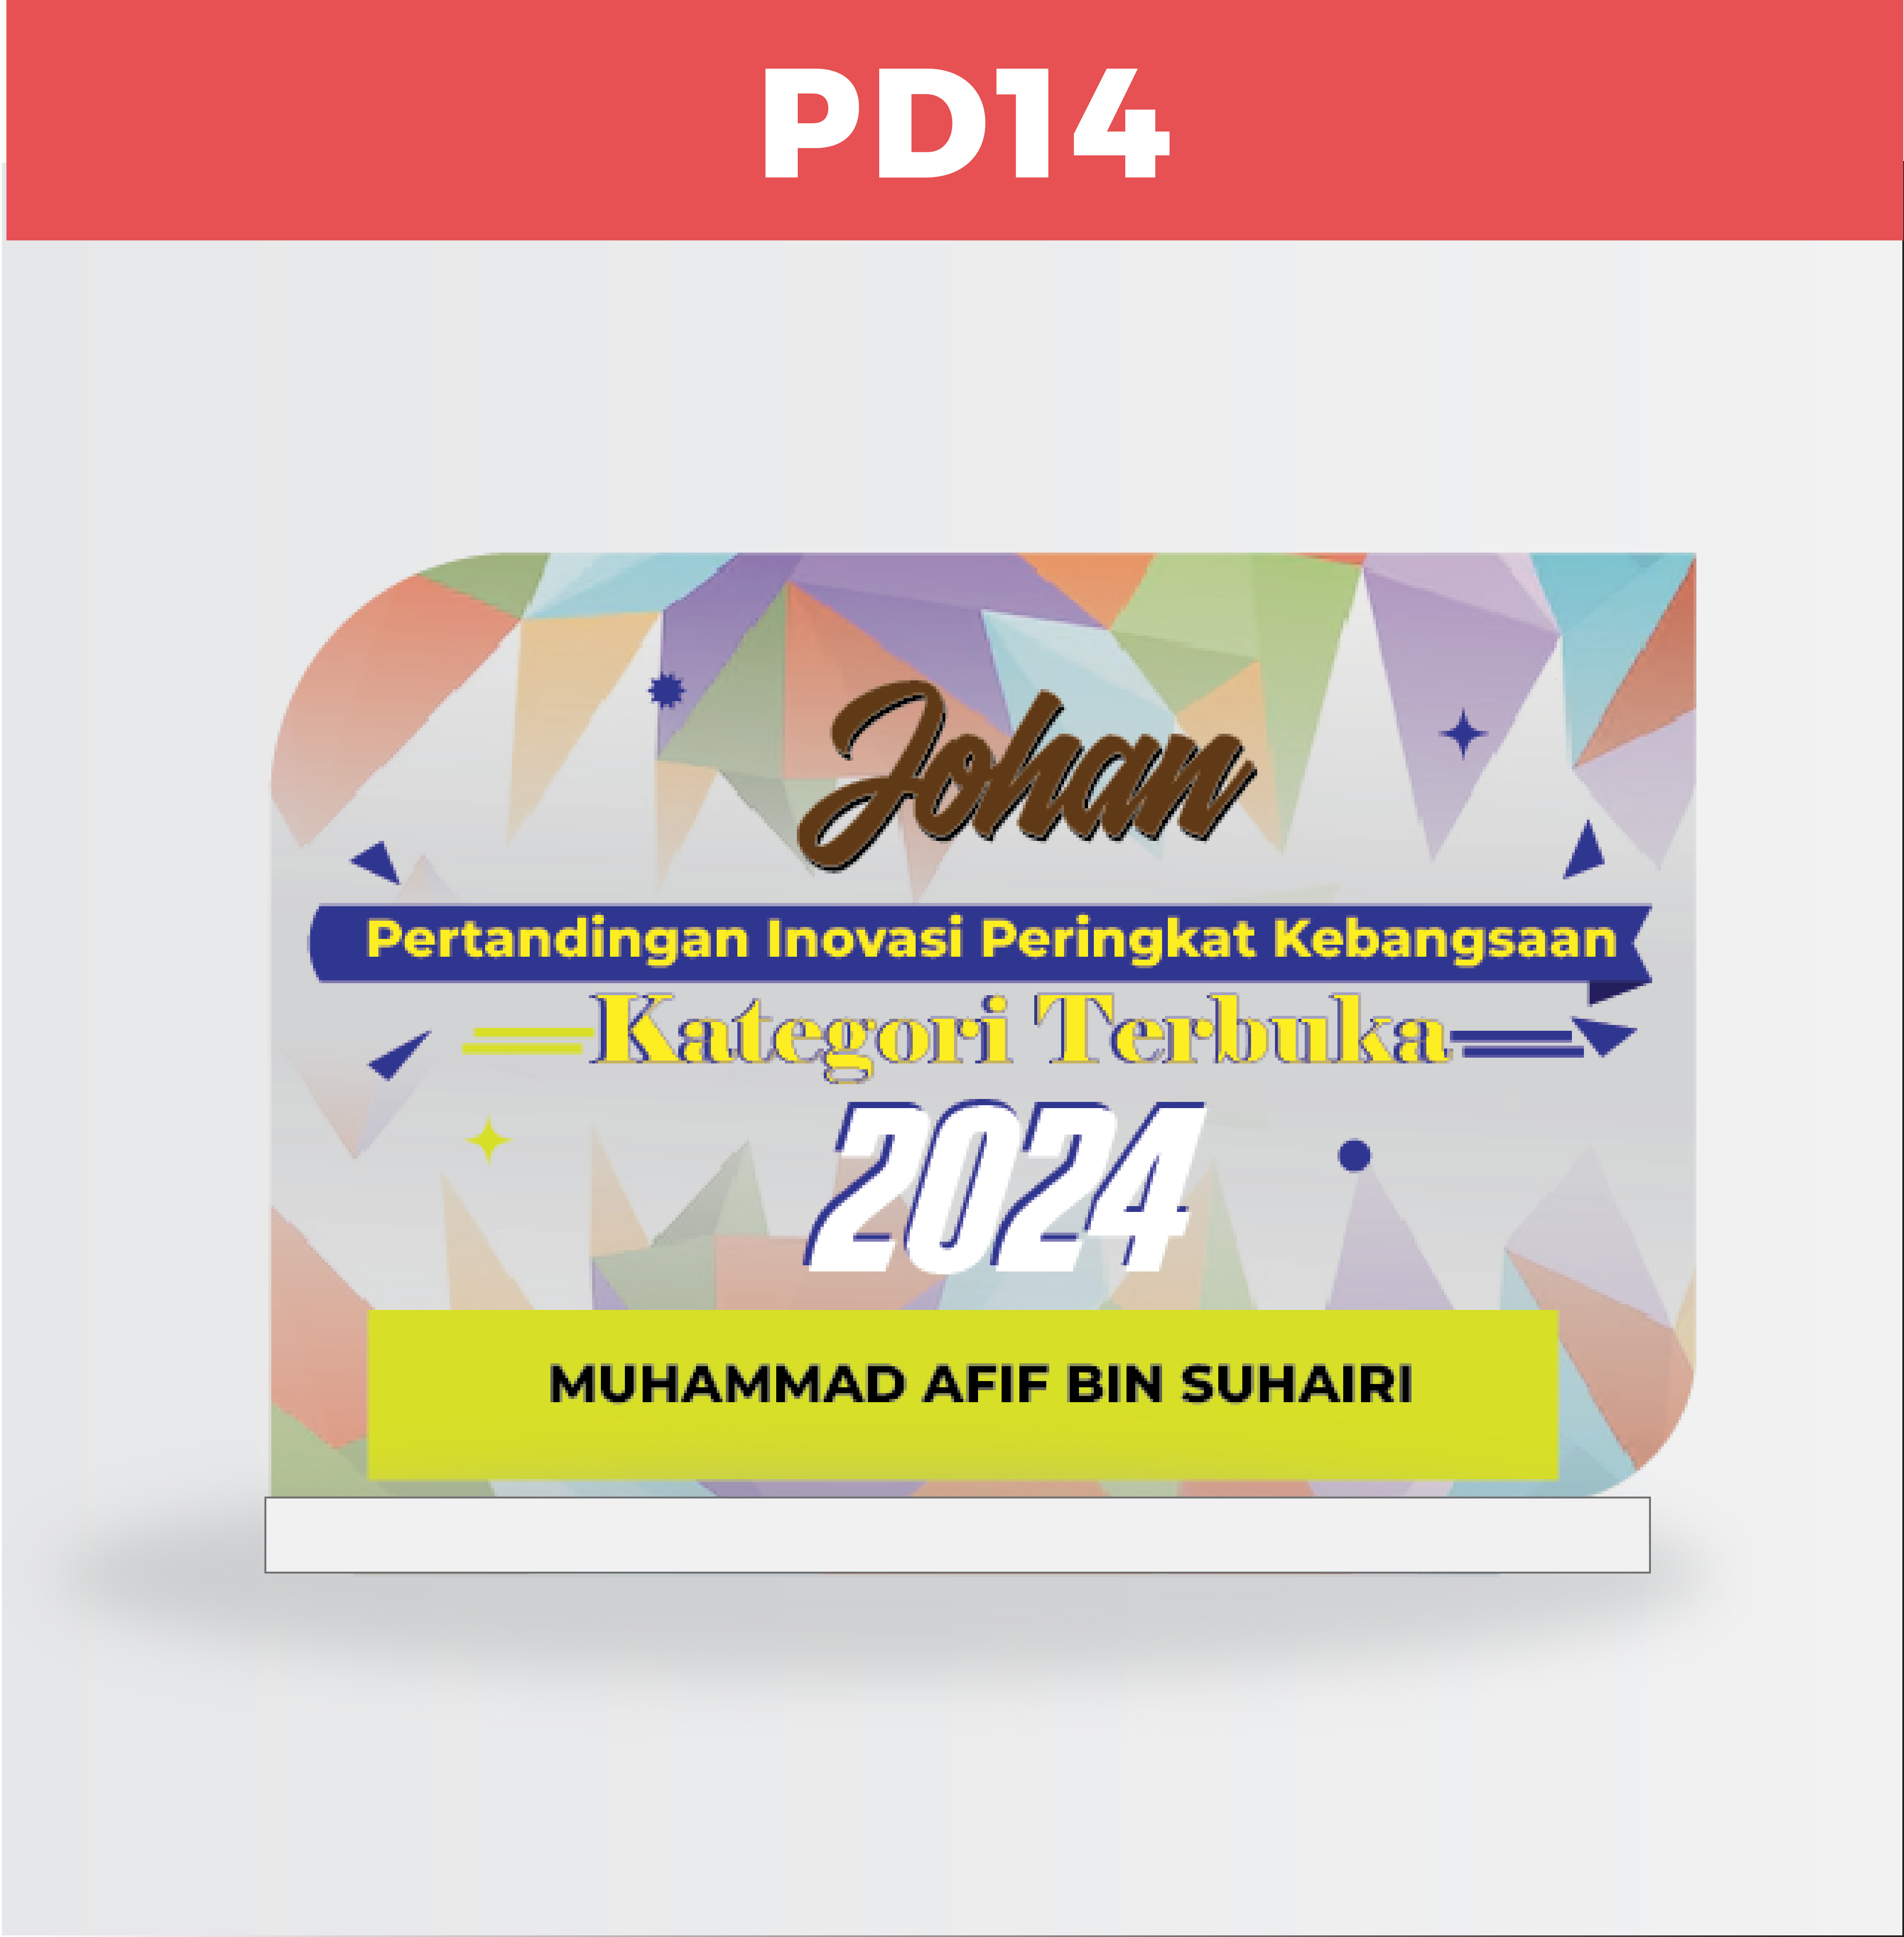 PD14
Johan
Pertandingan Inovasi Peringkat Kebangsaan
Kategori Terbuka
2024
MUHAMMAD AFIF BIN SUHAIRI